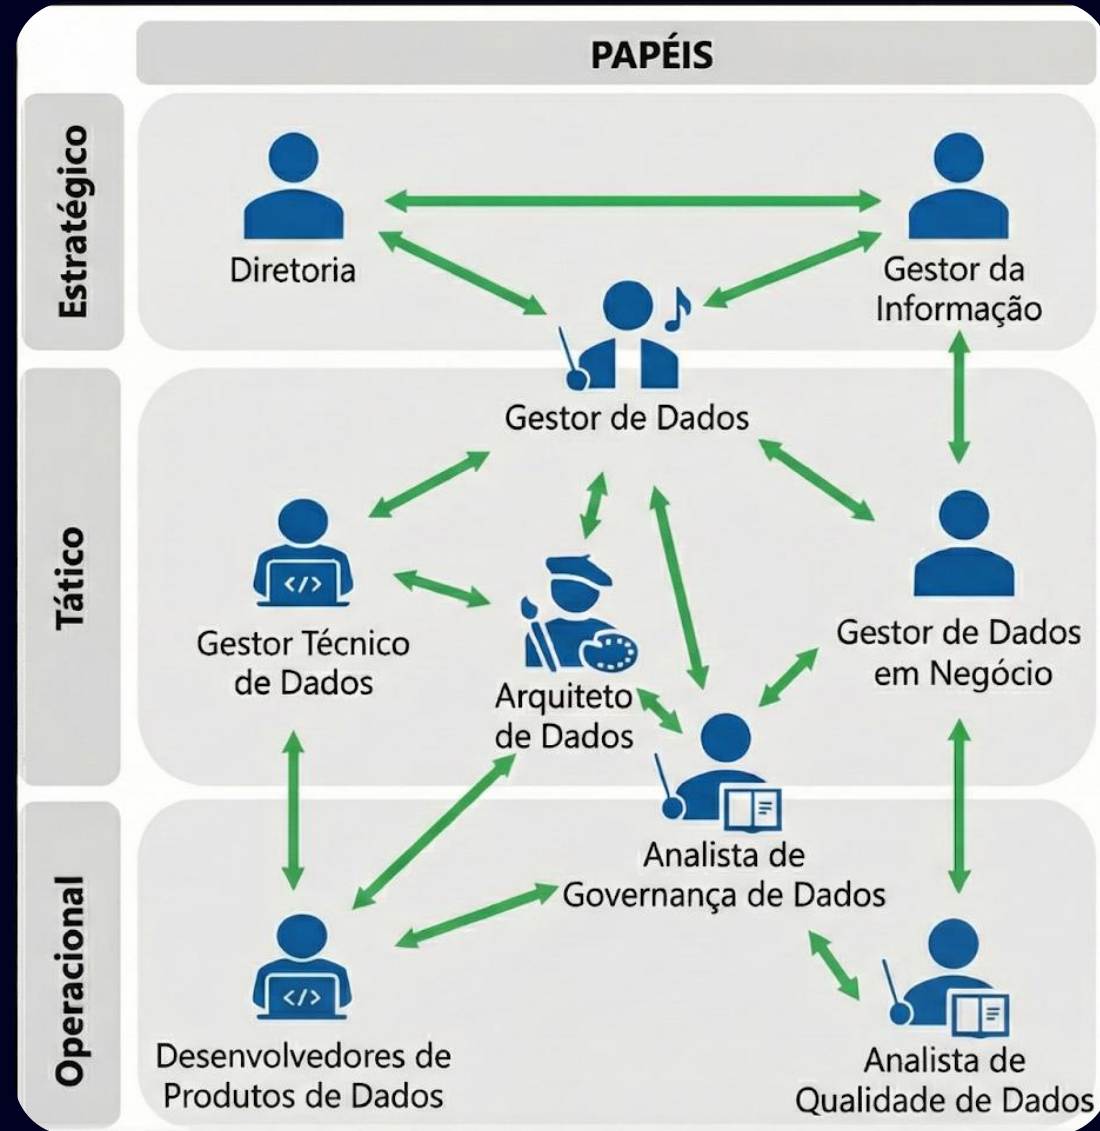 PAPÉIS
Estratégico
Diretoria
Gestor da
Informação
Gestor de Dados
Tático
</>
Gestor Técnico
de Dados
Arquiteto
de Dados
Gestor de Dados
em Negócio
Operacional
Analista de
Governança de Dados
</>
Desenvolvedores de
Produtos de Dados
Analista de
Qualidade de Dados